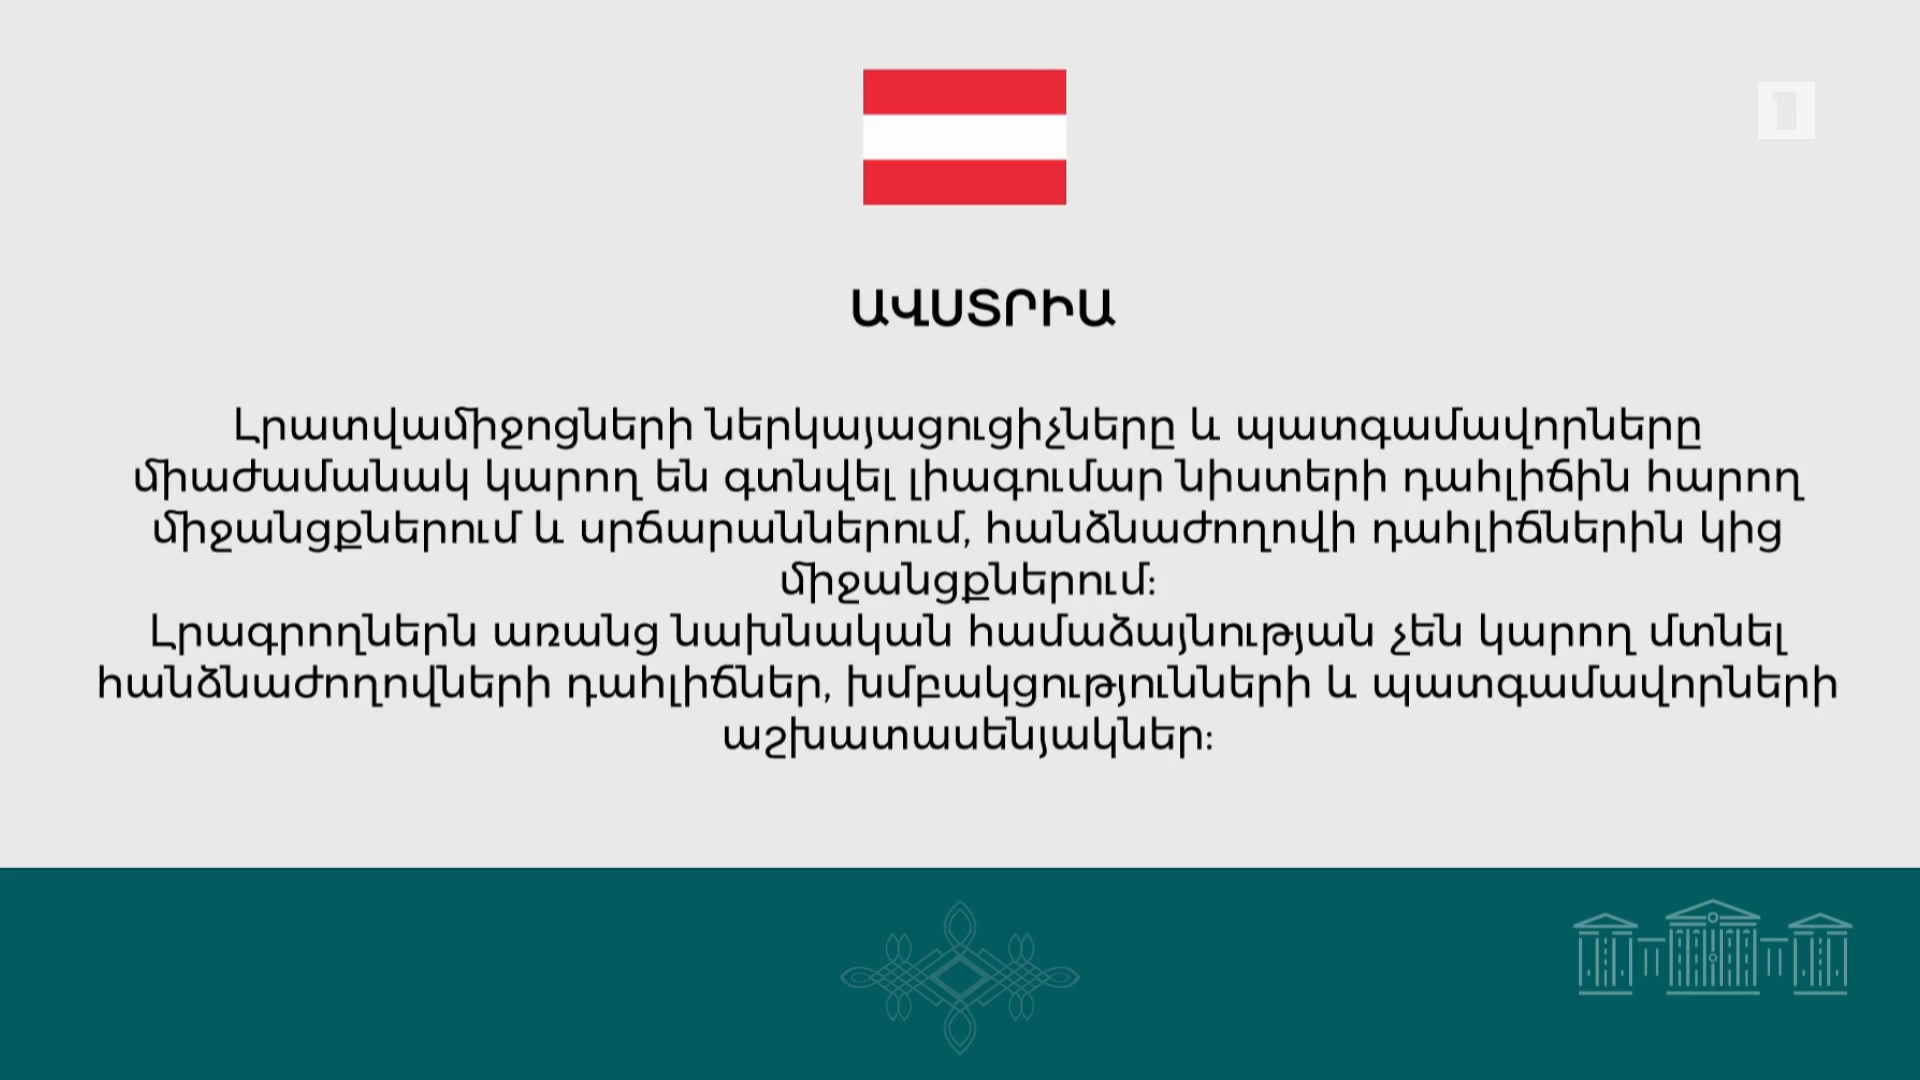 1
ԱՎՍՏՐԻԱ
Լրատվամիջոցների ներկայացուցիչները և պատգամավորները
միաժամանակ կարող են գտնվել լիագումար նիստերի դահլիճին հարող
միջանցքներում և սրճարաններում, հանձնաժողովի դահլիճներին կից
միջանցքներում:
Լրագրողներն առանց նախնական համաձայնության չեն կարող մտնել
հանձնաժողովների դահլիճներ, խմբակցությունների և պատգամավորների
աշխատասենյակներ: